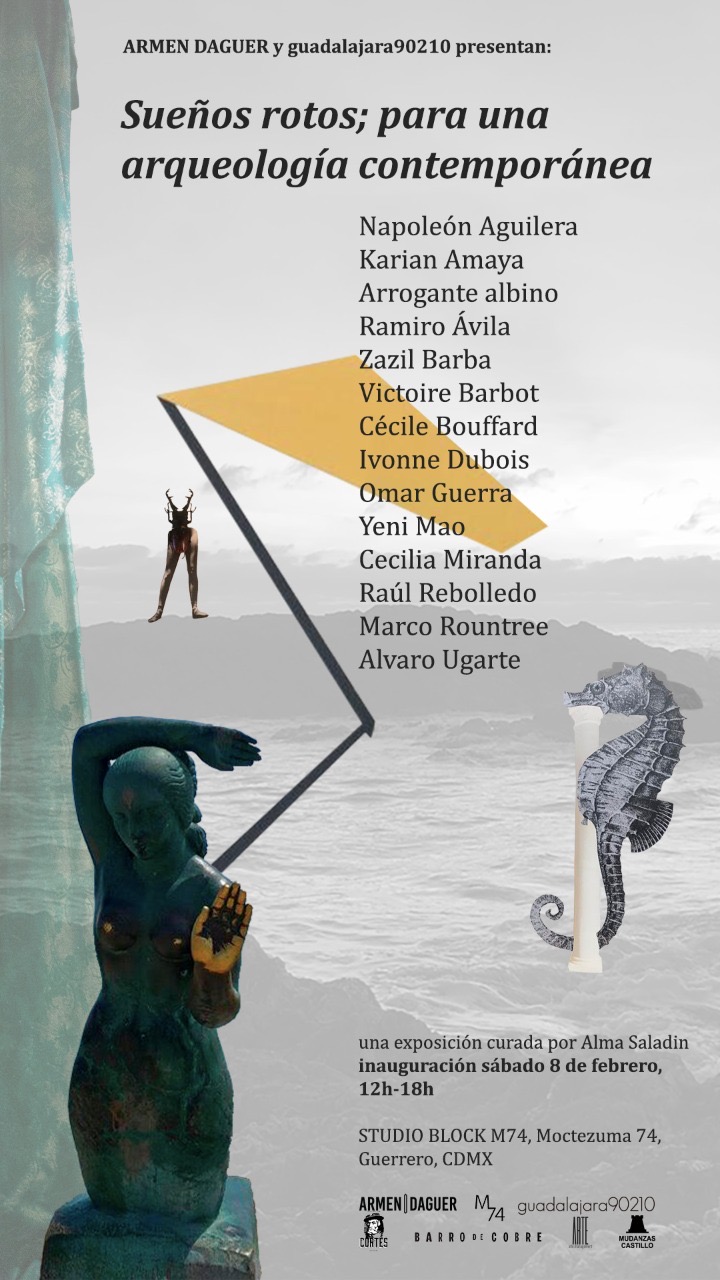 ARMEN DAGUER y guadalajara90210 presentan:
Sueños rotos; para una
arqueología contemporánea
Napoleón Aguilera
Karian Amaya
Arrogante albino
Ramiro Ávila
Zazil Barba
Victoire Barbot
Cécile Bouffard
Ivonne Dubois
Omar Guerra
Yeni Mao
Cecilia Miranda
Raúl Rebolledo
Marco Rountree
Alvaro Ugarte
una exposición curada por Alma Saladin
inauguración sábado 8 de febrero,
12h-18h
STUDIO BLOCK M74, Moctezuma 74,
Guerrero, CDMX
ARMEN DAGUER M74 guadalajara90210
CORTÉS BARRO DE COBRE ARTE MUDANZAS
CASTILLO